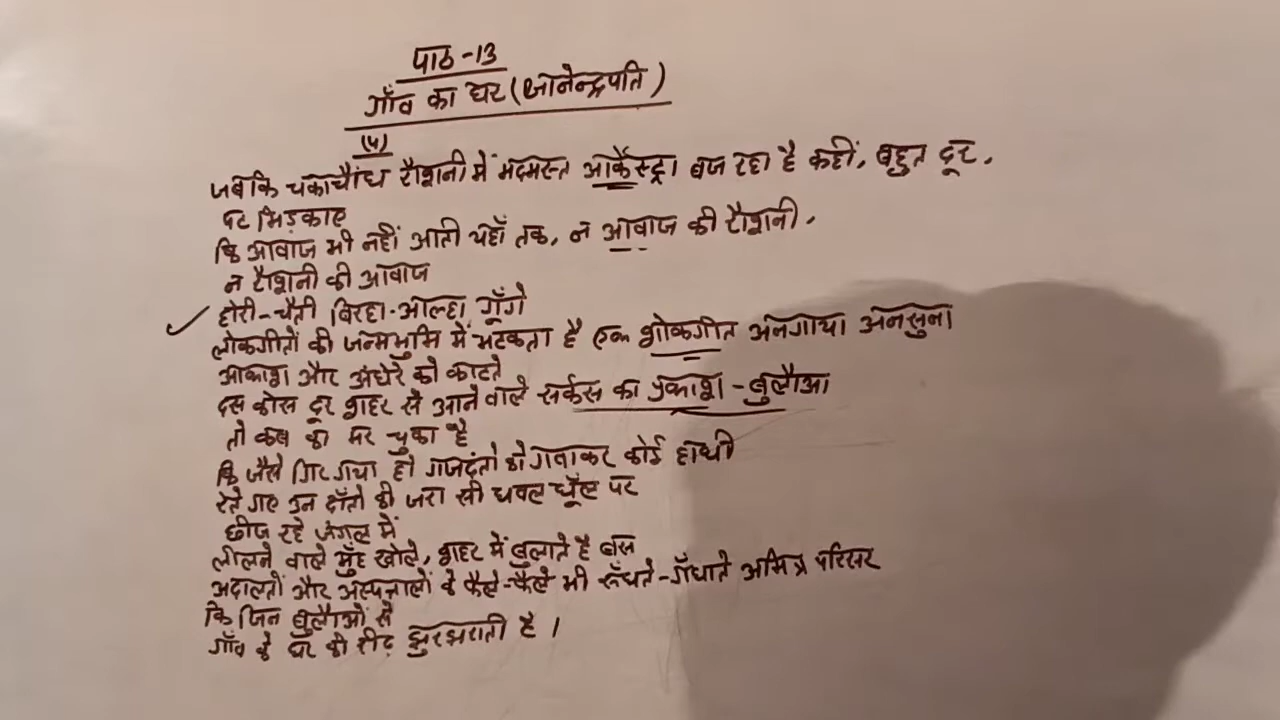 पाठ -13
गाँव का घर (ज्ञानेन्द्रपति)
(५)
जबकि चकाचौंध रौशनी में मदमस्त आर्केस्ट्रा बज रहा है कहीं, बहुत दूर,
पट भिड़काए
कि आवाज भी नहीं आती यहाँ तक, न आवाज की रौशनी,
न रौशनी की आवाज
होरी-चैती बिरहा-आल्हा गूँगे
लोकगीतों की जन्मभूमि में भटकता है एक शोकगीत अनगाया अनसुना
आकाश और अंधेरे को काटते
दस कोस दूर शहर से आने वाले सर्कस का प्रकाश-बुलौआ
तो कब का मर चुका है
कि जैसे गिर गया हो गजदंतो को गवाकर कोई हाथी
रेते गए उन दाँतो की जरा सी धवल धूल पर
छीज रहे जंगल में
लीलने वाले मुँह खोले, शहर में बुलाते है बस
अदालतों और अस्पतालों के फैले-फैले भी रुँधते-गँधाते अमित्र परिसर
कि जिन बुलौओं से
गाँव के घर की रीढ़ झुरझराती है ।